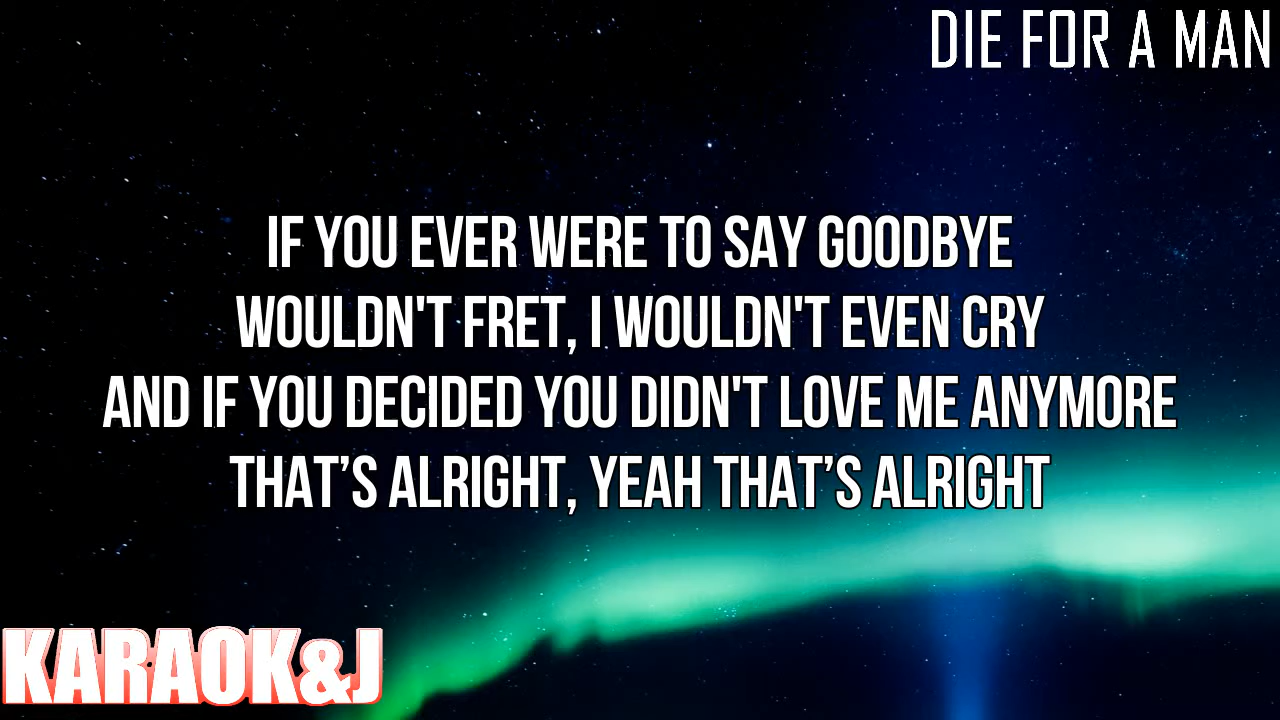 DIE FOR A MAN
IF YOU EVER WERE TO SAY GOODBYE
WOULDN'T FRET, I WOULDN'T EVEN CRY
AND IF YOU DECIDED YOU DIDN'T LOVE ME ANYMORE
THAT’S ALRIGHT, YEAH THAT’S ALRIGHT
KARAOK&J